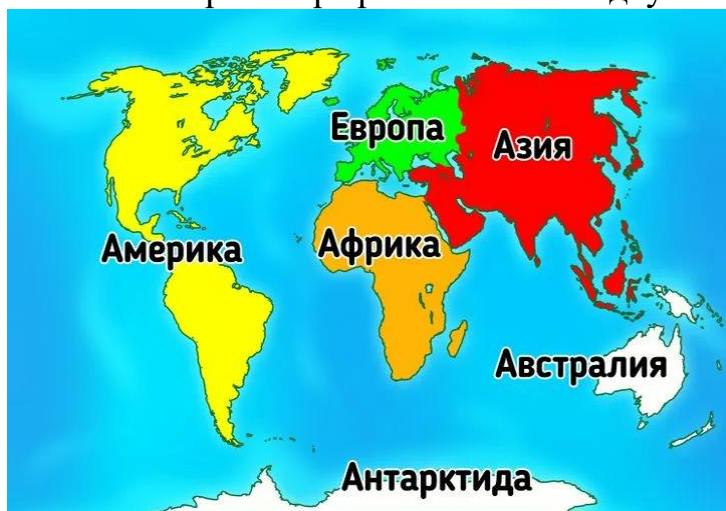 Европа
Азия
Америка
Африка
Австралия
Антарктида